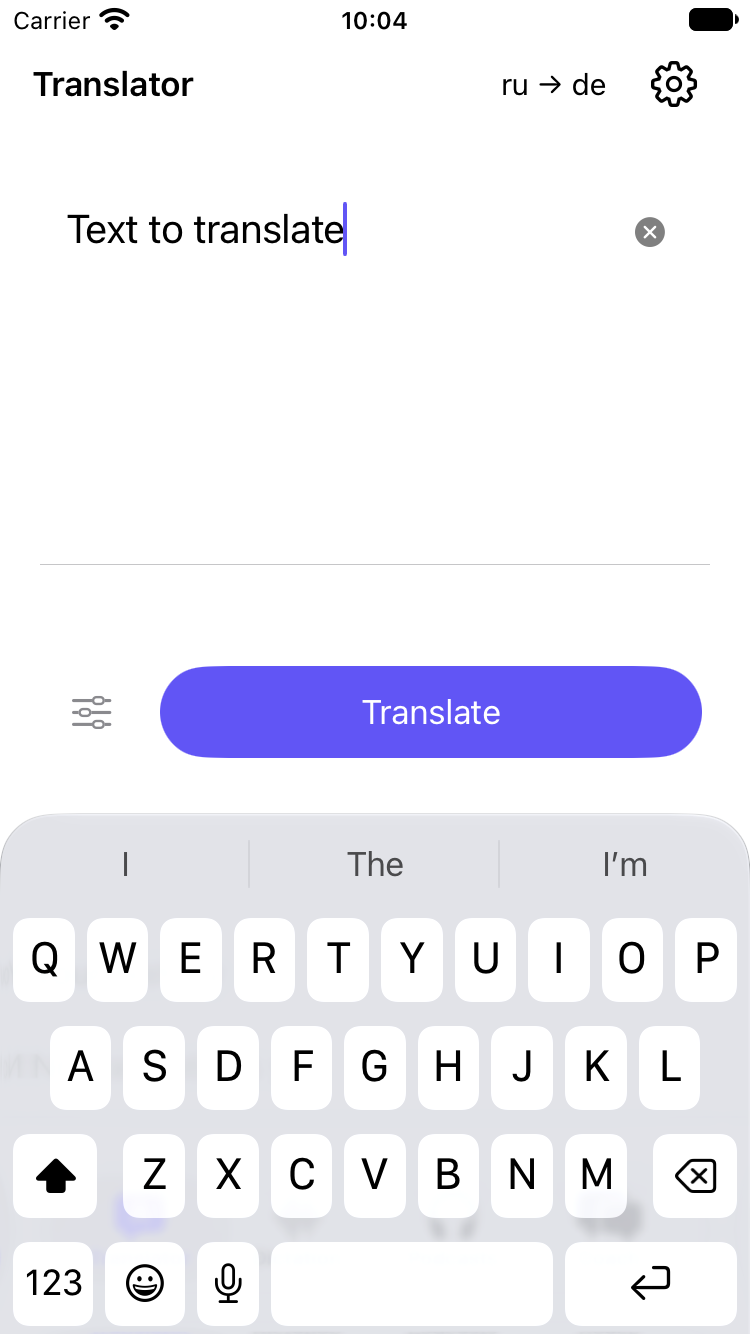 Carrier 10:04
Translator ru → de
Text to translate
Translate
I The I’m
Q W E R T Y U I O P
A S D F G H J K L
Z X C V B N M
123